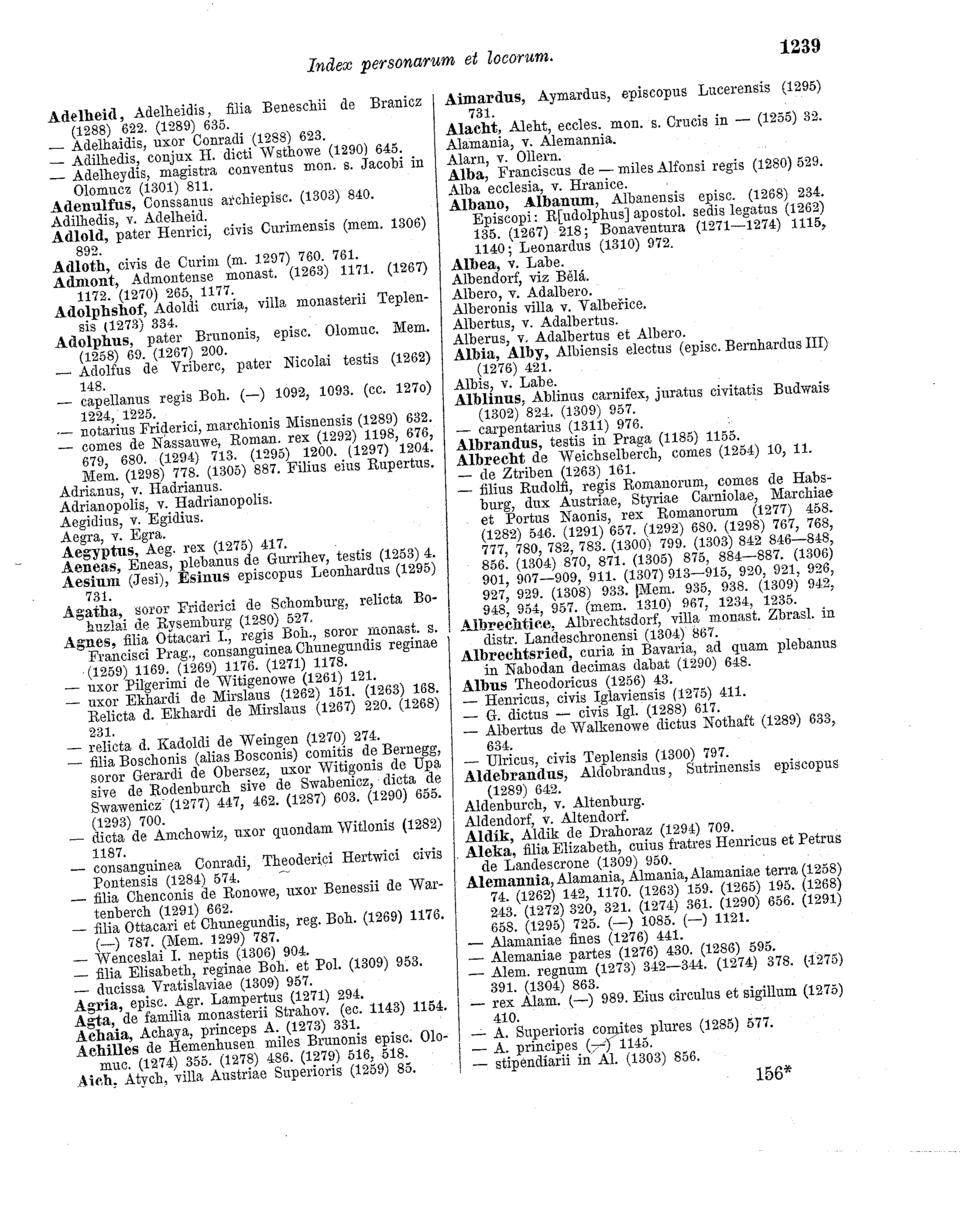 Index personarum et locorum.
1239
Adelheid, Adelheidis, filia Beneschii de Branicz
(1288) 622. (1289) 635.
— Adelhaidis, uxor Conradi (1288) 623.
— Adilhedis, conjux H. dicti Wsthowe (1290) 645.
— Adelheydis, magistra conventus mon. s. Jacobi in
Olomucz (1301) 811.
Adenulfus, Conssanus archiepisc. (1303) 840.
Adilhedis, v. Adelheid.
Adlold, pater Henrici, civis Curimensis (mem. 1306)
892.
Adloth, civis de Curim (m. 1297) 760. 761.
Admont, Admontense monast. (1263) 1171. (1267)
1172. (1270) 265, 1177.
Adolphshof, Adoldi curia, villa monasterii Teplen-
sis (1273) 334.
Adolphus, pater Brunonis, episc. Olomuc. Mem.
(1258) 69. (1267) 200.
— Adolfus de Vriberc, pater Nicolai testis (1262)
148.
— capellanus regis Boh. (—) 1092, 1093. (cc. 1270)
1224, 1225.
— notarius Friderici, marchionis Misnensis (1289) 632.
— comes de Nassauwe, Roman. rex (1292) 1198, 676,
679, 680. (1294) 713. (1295) 1200. (1297) 1204.
Mem. (1298) 778. (1305) 887. Filius eius Rupertus.
Adrianus, v. Hadrianus.
Adrianopolis, v. Hadrianopolis.
Aegidius, v. Egidius.
Aegra, v. Egra.
Aegyptus, Aeg. rex (1275) 417.
Aeneas, Eneas, plebanus de Gurrihev, testis (1253) 4.
Aesium (Jesi), Esinus episcopus Leonhardus (1295)
731.
Agatha, soror Friderici de Schomburg, relicta Bo-
huzlai de Rysemburg (1280) 527.
Agnes, filia Ottacari I., regis Boh., soror monast. s.
Francisci Prag., consanguinea Chunegundis reginae
(1259) 1169. (1269) 1176. (1271) 1178.
— uxor Pilgerimi de Witigenowe (1261) 121.
— uxor Ekhardi de Mirslaus (1262) 151. (1263) 168.
Relicta d. Ekhardi de Mirslaus (1267) 220. (1268)
231.
— relicta d. Kadoldi de Weingen (1270) 274.
— filia Boschonis (alias Bosconis) comitis de Bernegg,
soror Gerardi de Obersez, uxor Witigonis de Upa
sive de Rodenburch sive de Swabenicz, dicta de
Swawenicz (1277) 447, 462. (1287) 603. (1290) 655.
(1293) 700.
— dicta de Amchowiz, uxor quondam Witlonis (1282)
1187.
— consanguinea Conradi, Theoderici Hertwici civis
Pontensis (1284) 574.
— filia Chenconis de Ronowe, uxor Benessii de War-
tenberch (1291) 662.
— filia Ottacari et Chunegundis, reg. Boh. (1269) 1176.
(—) 787. (Mem. 1299) 787.
— Wenceslai I. neptis (1306) 904.
— filia Elisabeth, reginae Boh. et Pol. (1309) 953.
— ducissa Vratislaviae (1309) 957.
Agria, episc. Agr. Lampertus (1271) 294.
Agta, de familia monasterii Strahov. (ec. 1143) 1154.
Achaia, Achaya, princeps A. (1273) 331.
Achilles de Hemenhusen miles Brunonis episc. Olo-
muc. (1274) 355. (1278) 486. (1279) 516, 518.
Aich, Atych, villa Austriae Superioris (1259) 85.
Aimardus, Aymardus, episcopus Lucerensis (1295)
731.
Alacht, Aleht, eccles. mon. s. Crucis in — (1255) 32.
Alamania, v. Alemannia.
Alarn, v. Ollern.
Alba, Franciscus de — miles Alfonsi regis (1280) 529.
Alba ecclesia, v. Hranice.
Albano, Albanum, Albanensis episc. (1268) 234.
Episcopi: R[udolphus] apostol. sedis legatus (1262)
135. (1267) 218; Bonaventura (1271—1274) 1115,
1140; Leonardus (1310) 972.
Albea, v. Labe.
Albendorf, viz Bělá.
Albero, v. Adalbero.
Alberonis villa v. Valbeřice.
Albertus, v. Adalbertus.
Alberus, v. Adalbertus et Albero.
Albia, Alby, Albiensis electus (episc. Bernhardus III)
(1276) 421.
Albis, v. Labe.
Alblinus, Ablinus carnifex, juratus civitatis Budwais
(1302) 824. (1309) 957.
— carpentarius (1311) 976.
Albrandus, testis in Praga (1185) 1155.
Albrecht de Weichselberch, comes (1254) 10, 11.
— de Ztriben (1263) 161.
— filius Rudolfi, regis Romanorum, comes de Habs-
burg, dux Austriae, Styriae Carniolae, Marchiae
et Portus Naonis, rex Romanorum (1277) 458.
(1282) 546. (1291) 657. (1292) 680. (1298) 767, 768,
777, 780, 782, 783. (1300) 799. (1303) 842 846—848,
856. (1304) 870, 871. (1305) 875, 884—887. (1306)
901, 907—909, 911. (1307) 913—915, 920, 921, 926,
927, 929. (1308) 933. Mem. 935, 938. (1309) 942,
948, 954, 957. (mem. 1310) 967, 1234, 1235.
Albrechtice, Albrechtsdorf, villa monast. Zbrasl. in
distr. Landeschronensi (1304) 867.
Albrechtsried, curia in Bavaria, ad quam plebanus
in Nabodan decimas dabat (1290) 648.
Albus Theodoricus (1256) 43.
— Henricus, civis Iglaviensis (1275) 411.
— G. dictus — civis Igl. (1288) 617.
— Albertus de Walkenowe dictus Nothaft (1289) 633,
634.
— Ulricus, civis Teplensis (1300) 797.
Aldebrandus, Aldobrandus, Sutrinensis episcopus
(1289) 642.
Aldenburch, v. Altenburg.
Aldendorf, v. Altendorf.
Aldík, Aldik de Drahoraz (1294) 709.
Aleka, filia Elizabeth, cuius fratres Henricus et Petrus
de Landescrone (1309) 950.
Alemannia, Alamania, Almania, Alamaniae terra (1258)
74. (1262) 142, 1170. (1263) 159. (1265) 195. (1268)
243. (1272) 320, 321. (1274) 361. (1290) 656. (1291)
658. (1295) 725. (—) 1085. (—) 1121.
— Alamaniae fines (1276) 441.
— Alemaniae partes (1276) 430. (1286) 595.
— Alem. regnum (1273) 342—344. (1274) 378. (1275)
391. (1304) 863.
— rex Alam. (—) 989. Eius circulus et sigillum (1275)
410.
— A. Superioris comites plures (1285) 577.
— A. principes (—) 1145.
— stipendiarii in Al. (1303) 856.
156*